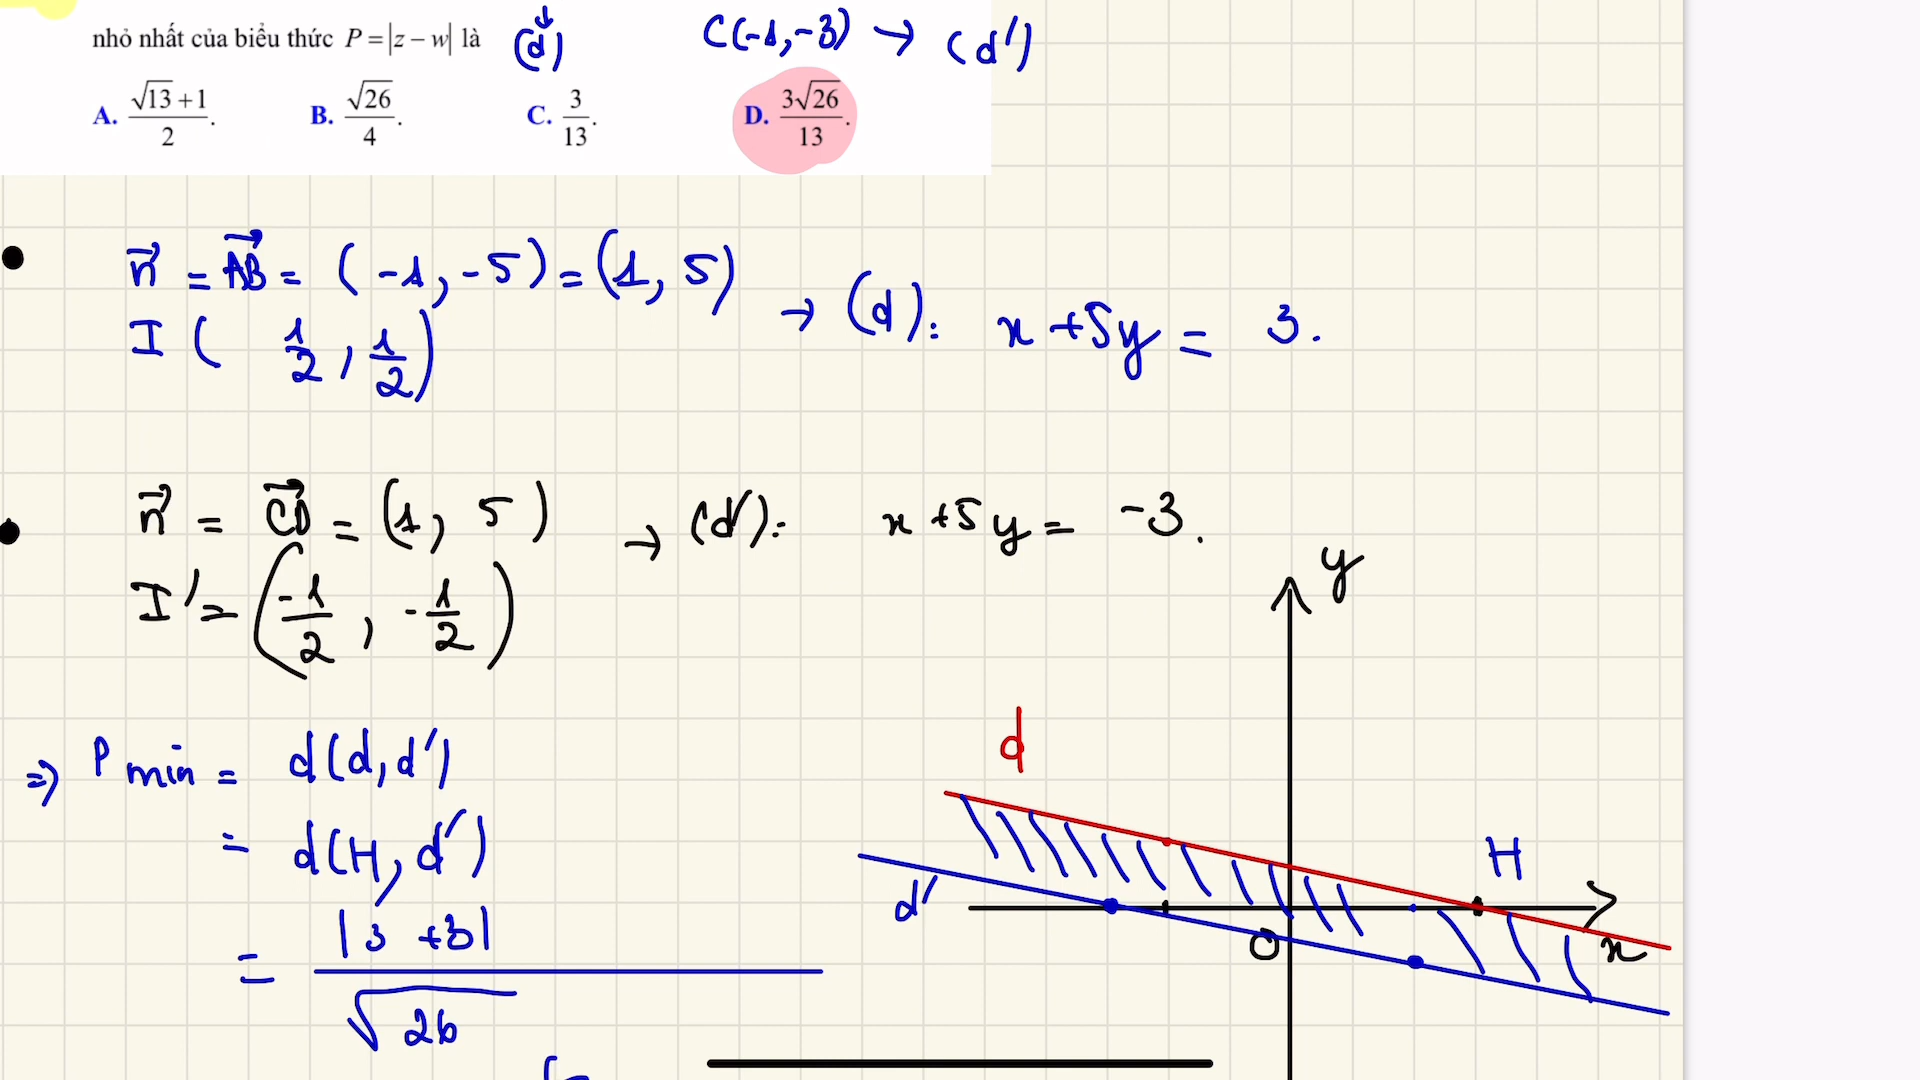 nhỏ nhất của biểu thức P = |z − w| là
↓ (d)
C(-1,-3) → (d')
A. (√13 + 1)/2.
B. √26/4.
C. 3/13.
D. 3√26/13.
n⃗ = AB⃗ = (-1, -5) = (1, 5)
I (1/2, 1/2)
→ (d): x + 5y = 3.
n⃗ = CD⃗ = (1, 5)
→ (d'): x + 5y = -3.
I' = (-1/2, -1/2)
y
⇒ P min = d(d, d')
= d(H, d')
= |3 + 3| / √26
d
H
d'
O
x